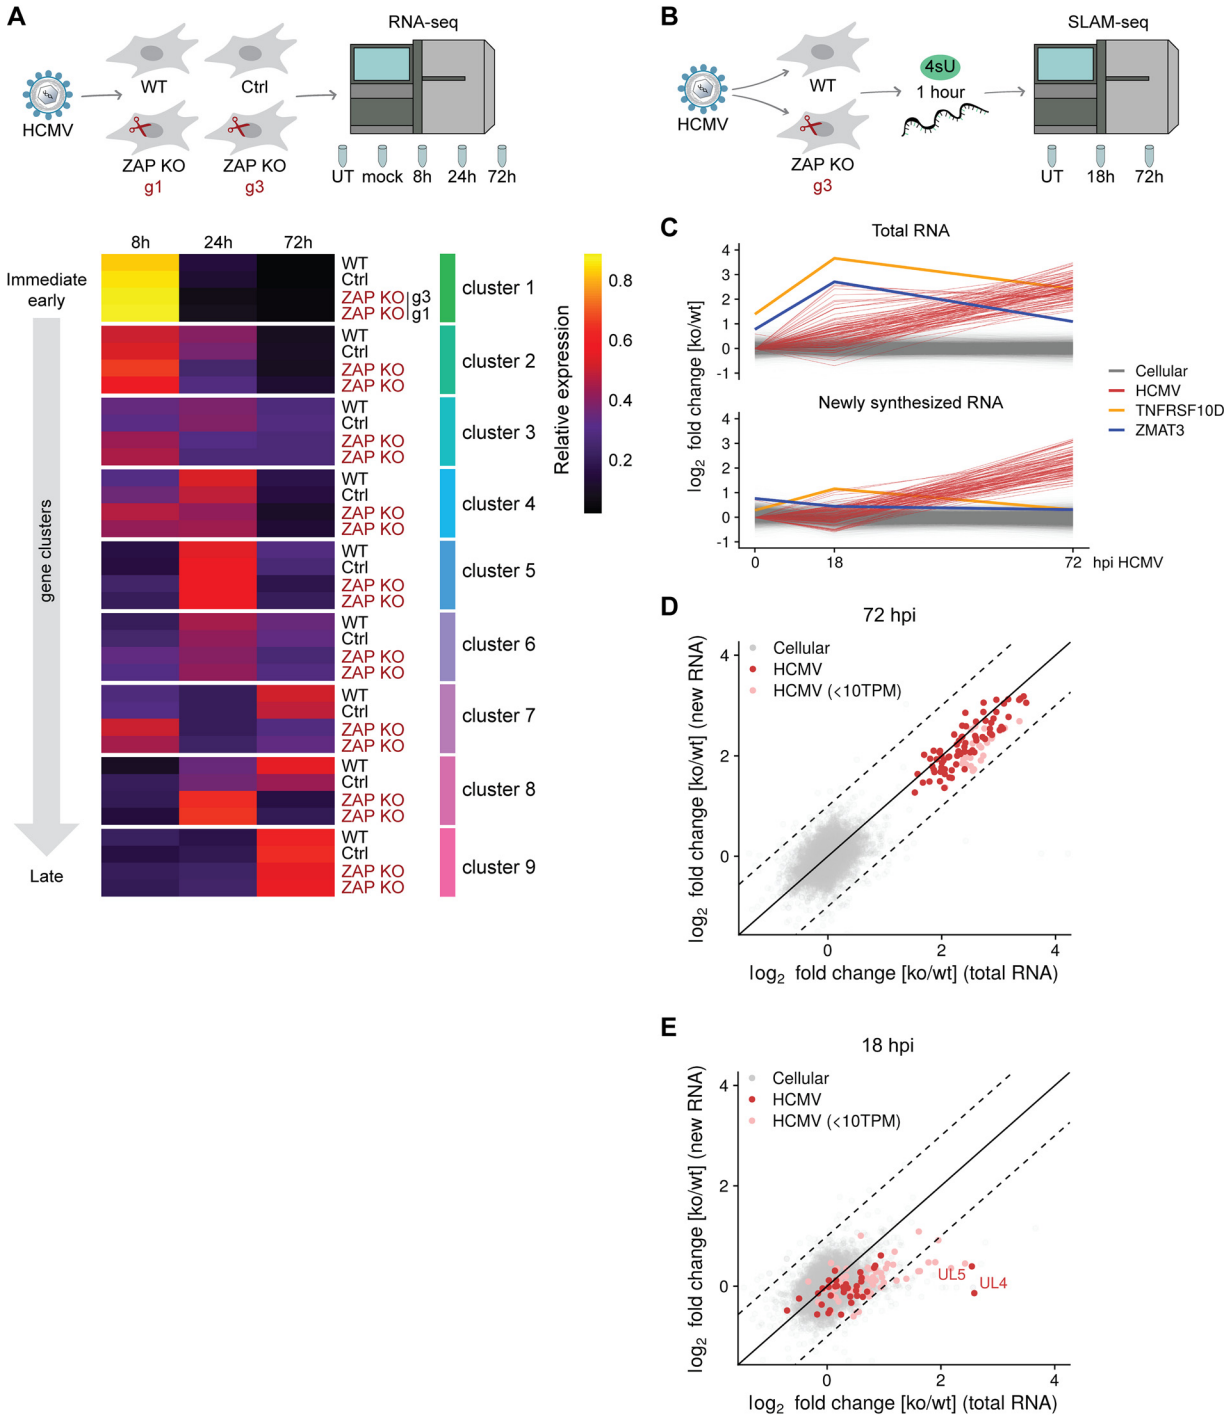 A
RNA-seq
HCMV
WT
Ctrl
ZAP KO
g1
ZAP KO
g3
UT mock 8h 24h 72h
8h 24h 72h
Immediate
early
gene clusters
Late
WT
Ctrl
ZAP KO g3
ZAP KO g1
cluster 1
WT
Ctrl
ZAP KO
ZAP KO
cluster 2
WT
Ctrl
ZAP KO
ZAP KO
cluster 3
WT
Ctrl
ZAP KO
ZAP KO
cluster 4
WT
Ctrl
ZAP KO
ZAP KO
cluster 5
WT
Ctrl
ZAP KO
ZAP KO
cluster 6
WT
Ctrl
ZAP KO
ZAP KO
cluster 7
WT
Ctrl
ZAP KO
ZAP KO
cluster 8
WT
Ctrl
ZAP KO
ZAP KO
cluster 9
Relative expression
0.8
0.6
0.4
0.2
B
SLAM-seq
HCMV
WT
ZAP KO
g3
4sU
1 hour
UT 18h 72h
C
Total RNA
4
3
2
1
0
-1
Newly synthesized RNA
4
3
2
1
0
-1
log2 fold change [ko/wt]
0 18 72 hpi HCMV
Cellular
HCMV
TNFRSF10D
ZMAT3
D
72 hpi
Cellular
HCMV
HCMV (<10TPM)
log2 fold change [ko/wt] (new RNA)
4
2
0
0 2 4
log2 fold change [ko/wt] (total RNA)
E
18 hpi
Cellular
HCMV
HCMV (<10TPM)
log2 fold change [ko/wt] (new RNA)
4
2
0
UL5
UL4
0 2 4
log2 fold change [ko/wt] (total RNA)